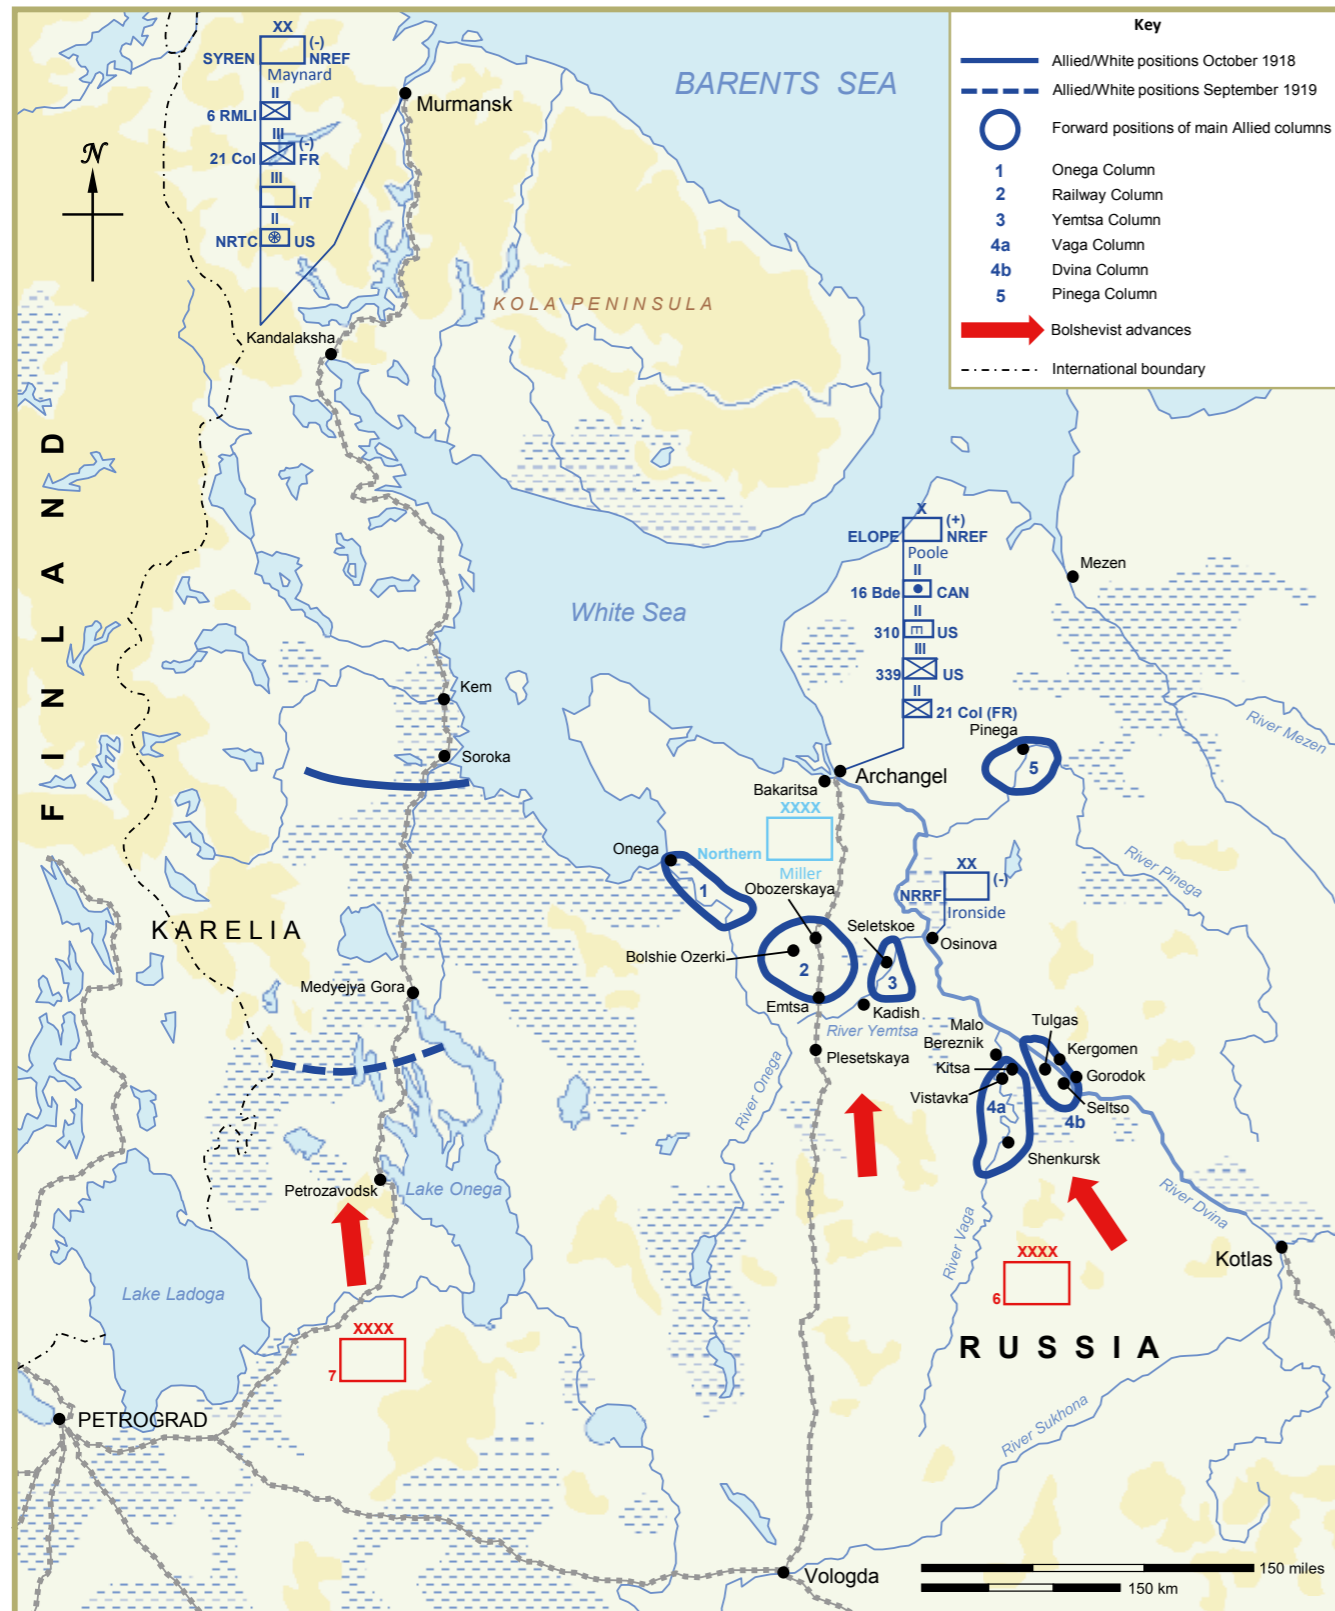 XX
(-)
SYREN NREF
Maynard
II
6 RMLI
III
(-)
21 Col FR
III
IT
II
NRTC US
N
Murmansk
BARENTS SEA
Key
Allied/White positions October 1918
Allied/White positions September 1919
Forward positions of main Allied columns
1 Onega Column
2 Railway Column
3 Yemtsa Column
4a Vaga Column
4b Dvina Column
5 Pinega Column
Bolshevist advances
International boundary
KOLA PENINSULA
Kandalaksha
FINLAND
X
(+)
ELOPE NREF
Poole
II
16 Bde CAN
II
310 E US
III
339 US
II
21 Col (FR)
Mezen
White Sea
Kem
Soroka
Pinega
5
River Mezen
Archangel
Bakaritsa
XXXX
Northern
Miller
Onega
1
River Pinega
XX
(-)
NRRF
Ironside
Obozerskaya
Seletskoe
Osinova
KARELIA
Bolshie Ozerki
2
3
Medyejya Gora
Emtsa
Kadish
River Yemtsa
Malo
Bereznik
Tulgas
Kergomen
Plesetskaya
Kitsa
Gorodok
Vistavka
Seltso
4a
4b
River Onega
Shenkursk
Petrozavodsk
Lake Onega
River Vaga
River Dvina
Kotlas
XXXX
6
Lake Ladoga
XXXX
7
RUSSIA
PETROGRAD
River Sukhona
Vologda
150 miles
150 km